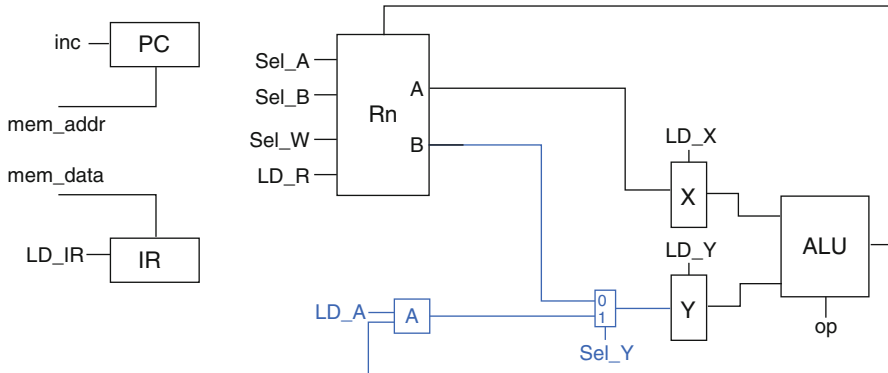 inc
PC
mem_addr
mem_data
LD_IR
IR
Sel_A
Sel_B
Sel_W
LD_R
Rn
A
B
LD_X
X
LD_Y
Y
ALU
op
LD_A
A
0
1
Sel_Y